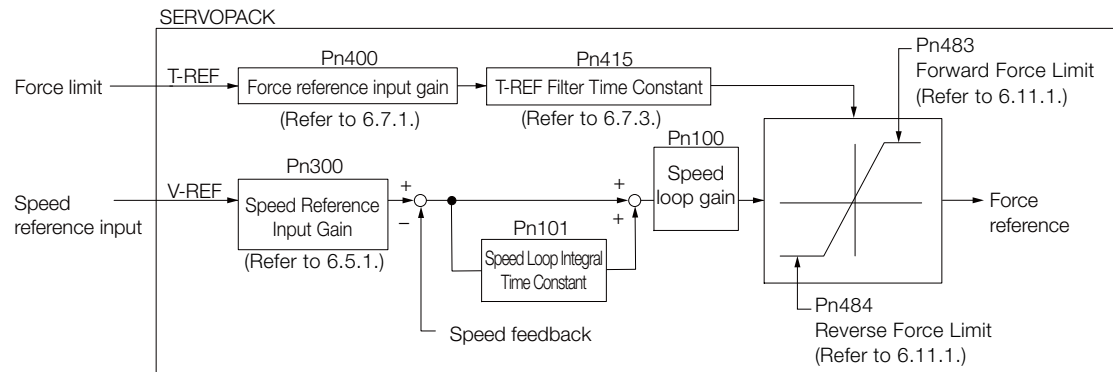 SERVOPACK
Force limit
T-REF
Pn400
Force reference input gain
(Refer to 6.7.1.)
Pn415
T-REF Filter Time Constant
(Refer to 6.7.3.)
Pn483
Forward Force Limit
(Refer to 6.11.1.)
Speed
reference input
V-REF
Pn300
Speed Reference
Input Gain
(Refer to 6.5.1.)
+
−
Speed feedback
Pn101
Speed Loop Integral
Time Constant
+
+
Pn100
Speed
loop gain
Force
reference
Pn484
Reverse Force Limit
(Refer to 6.11.1.)